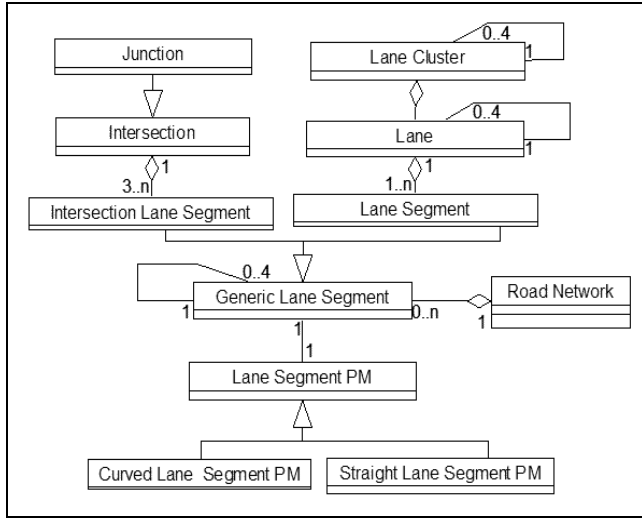 Junction
Lane Cluster
0..4
1
Intersection
Lane
0..4
1
1
3..n
1
1..n
Intersection Lane Segment
Lane Segment
0..4
1
Generic Lane Segment
0..n
Road Network
1
1
1
Lane Segment PM
Curved Lane Segment PM
Straight Lane Segment PM